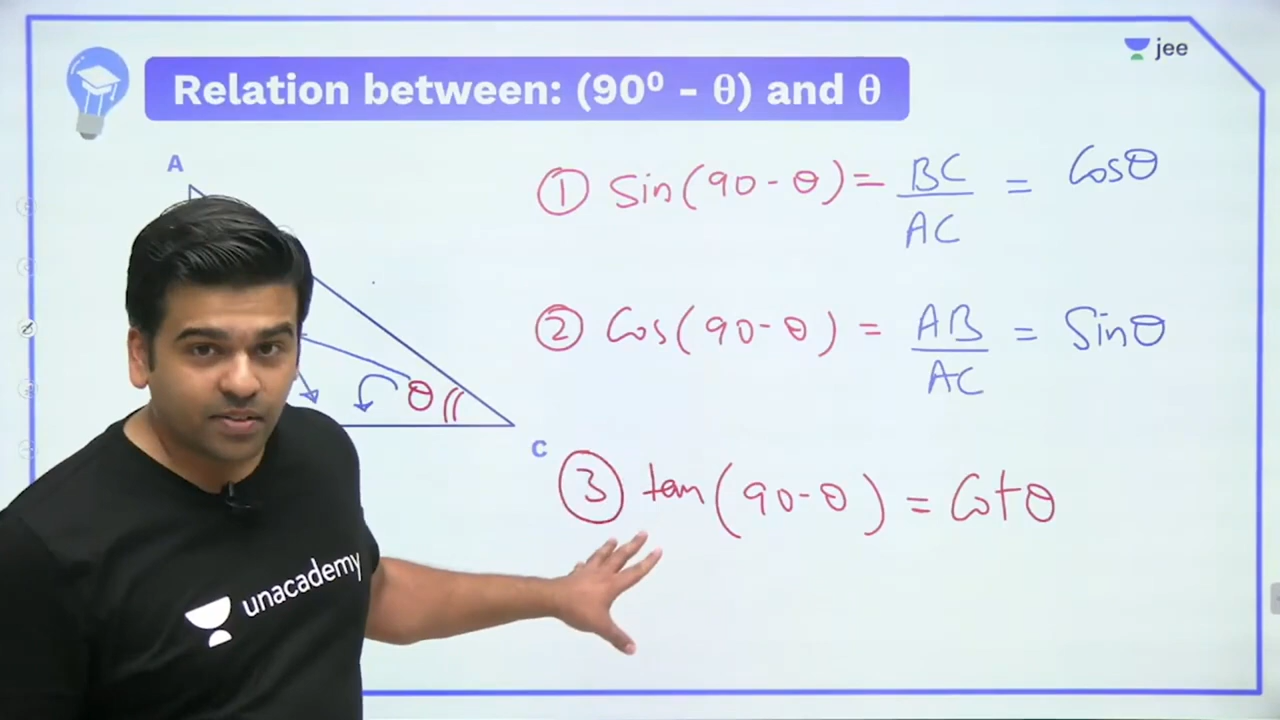 jee
Relation between: (90⁰ - θ) and θ
A
① Sin(90-θ) = BC/AC = Cosθ
② Cos(90-θ) = AB/AC = Sinθ
θ
C
③ tan(90-θ) = Cotθ
unacademy